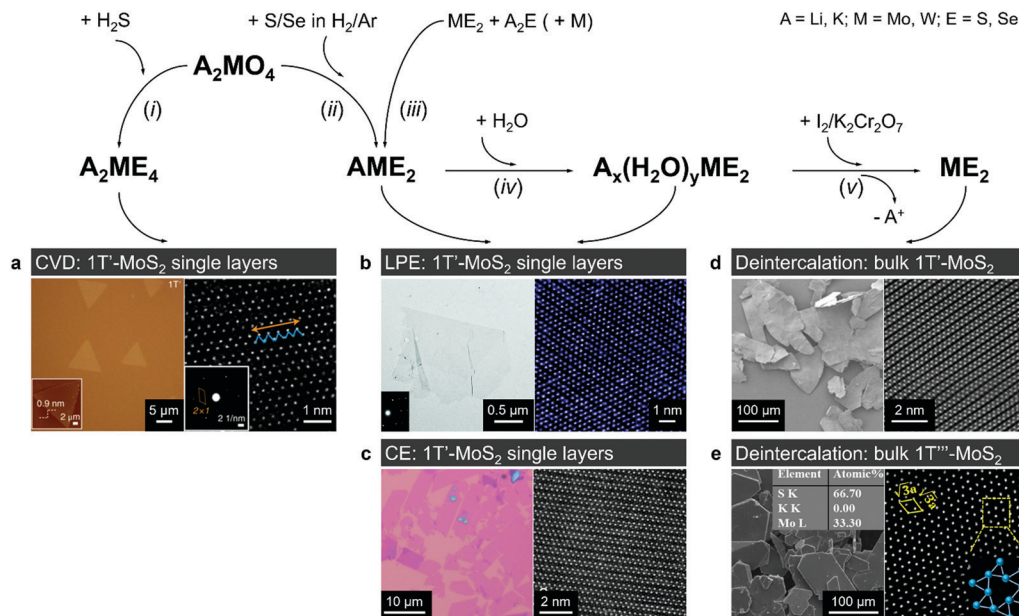 + H₂S
+ S/Se in H₂/Ar
ME₂ + A₂E ( + M)
A = Li, K; M = Mo, W; E = S, Se
A₂MO₄
(i)
(ii)
(iii)
+ H₂O
+ I₂/K₂Cr₂O₇
A₂ME₄
AME₂
(iv)
Aₓ(H₂O)ᵧME₂
(v)
ME₂
- A⁺
a CVD: 1T'-MoS₂ single layers
1T'
0.9 nm
2 µm
5 µm
2×1
2 1/nm
1 nm
b LPE: 1T'-MoS₂ single layers
0.5 µm
1 nm
d Deintercalation: bulk 1T'-MoS₂
100 µm
2 nm
c CE: 1T'-MoS₂ single layers
10 µm
2 nm
e Deintercalation: bulk 1T'''-MoS₂
Element Atomic%
S K 66.70
K K 0.00
Mo L 33.30
100 µm
√3a
√3a